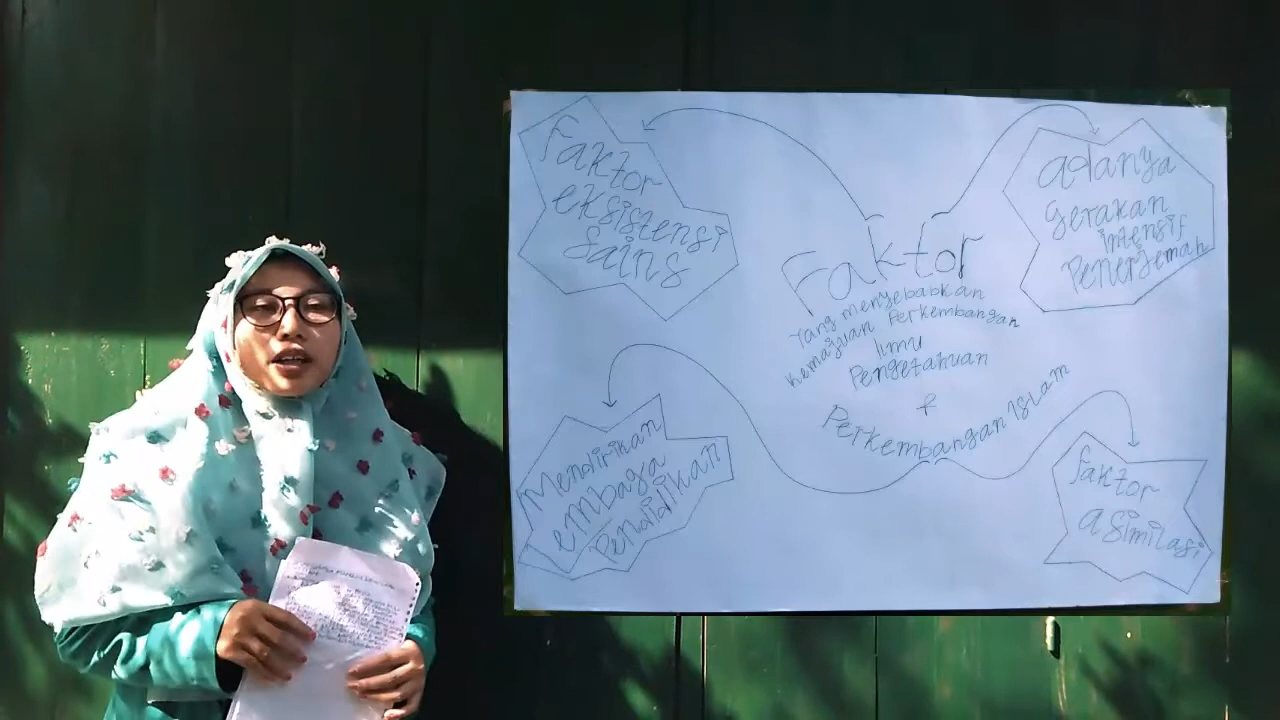 Faktor
Yang menyebabkan
kemajuan Perkembangan
Ilmu
Pengetahuan
&
Perkembangan Islam
faktor
eksistensi
Sains
adanya
gerakan
intensif
Penerjemah
Mendirikan
lembaga
Pendidikan
faktor
asimilasi